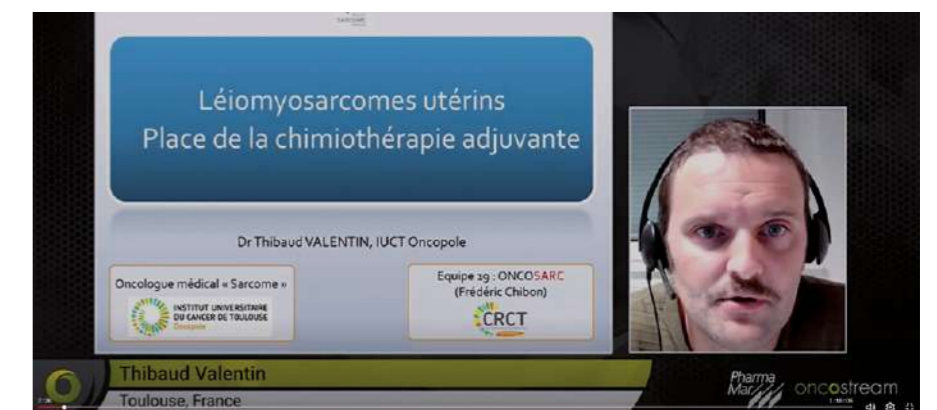 SARCOME
Léiomyosarcomes utérins
Place de la chimiothérapie adjuvante
Dr Thibaud VALENTIN, IUCT Oncopole
Oncologue médical « Sarcome »
INSTITUT UNIVERSITAIRE
DU CANCER DE TOULOUSE
Oncopole
Equipe 19 : ONCOSARC
(Frédéric Chibon)
CRCT
Thibaud Valentin
Toulouse, France
Pharma
Mar
oncostream